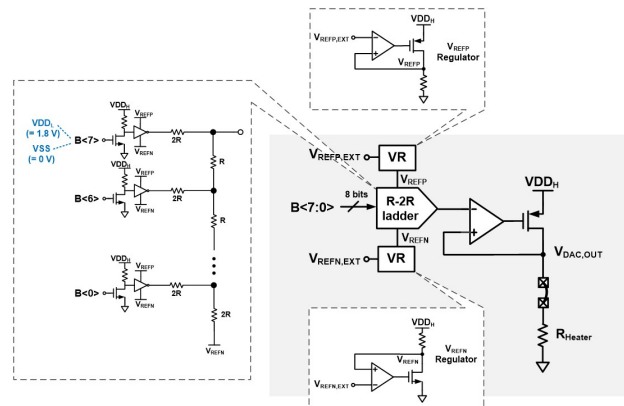 VDD_H
V_REFP,EXT
V_REFP
V_REFP
Regulator
VDD_L
(= 1.8 V)
VSS
(= 0 V)
VDD_H
V_REFP
B<7>
V_REFN
2R
R
VDD_H
V_REFP
B<6>
V_REFN
2R
R
VDD_H
V_REFP
B<0>
V_REFN
2R
2R
V_REFN
V_REFP,EXT
VR
V_REFP
8 bits
B<7:0>
R-2R
ladder
V_REFN
V_REFN,EXT
VR
VDD_H
V_DAC,OUT
R_Heater
VDD_H
V_REFN
V_REFN
Regulator
V_REFN,EXT